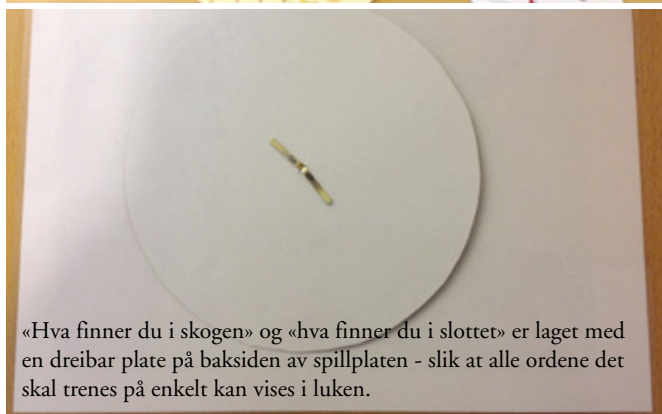 «Hva finner du i skogen» og «hva finner du i slottet» er laget med
en dreibar plate på baksiden av spillplaten - slik at alle ordene det
skal trenes på enkelt kan vises i luken.